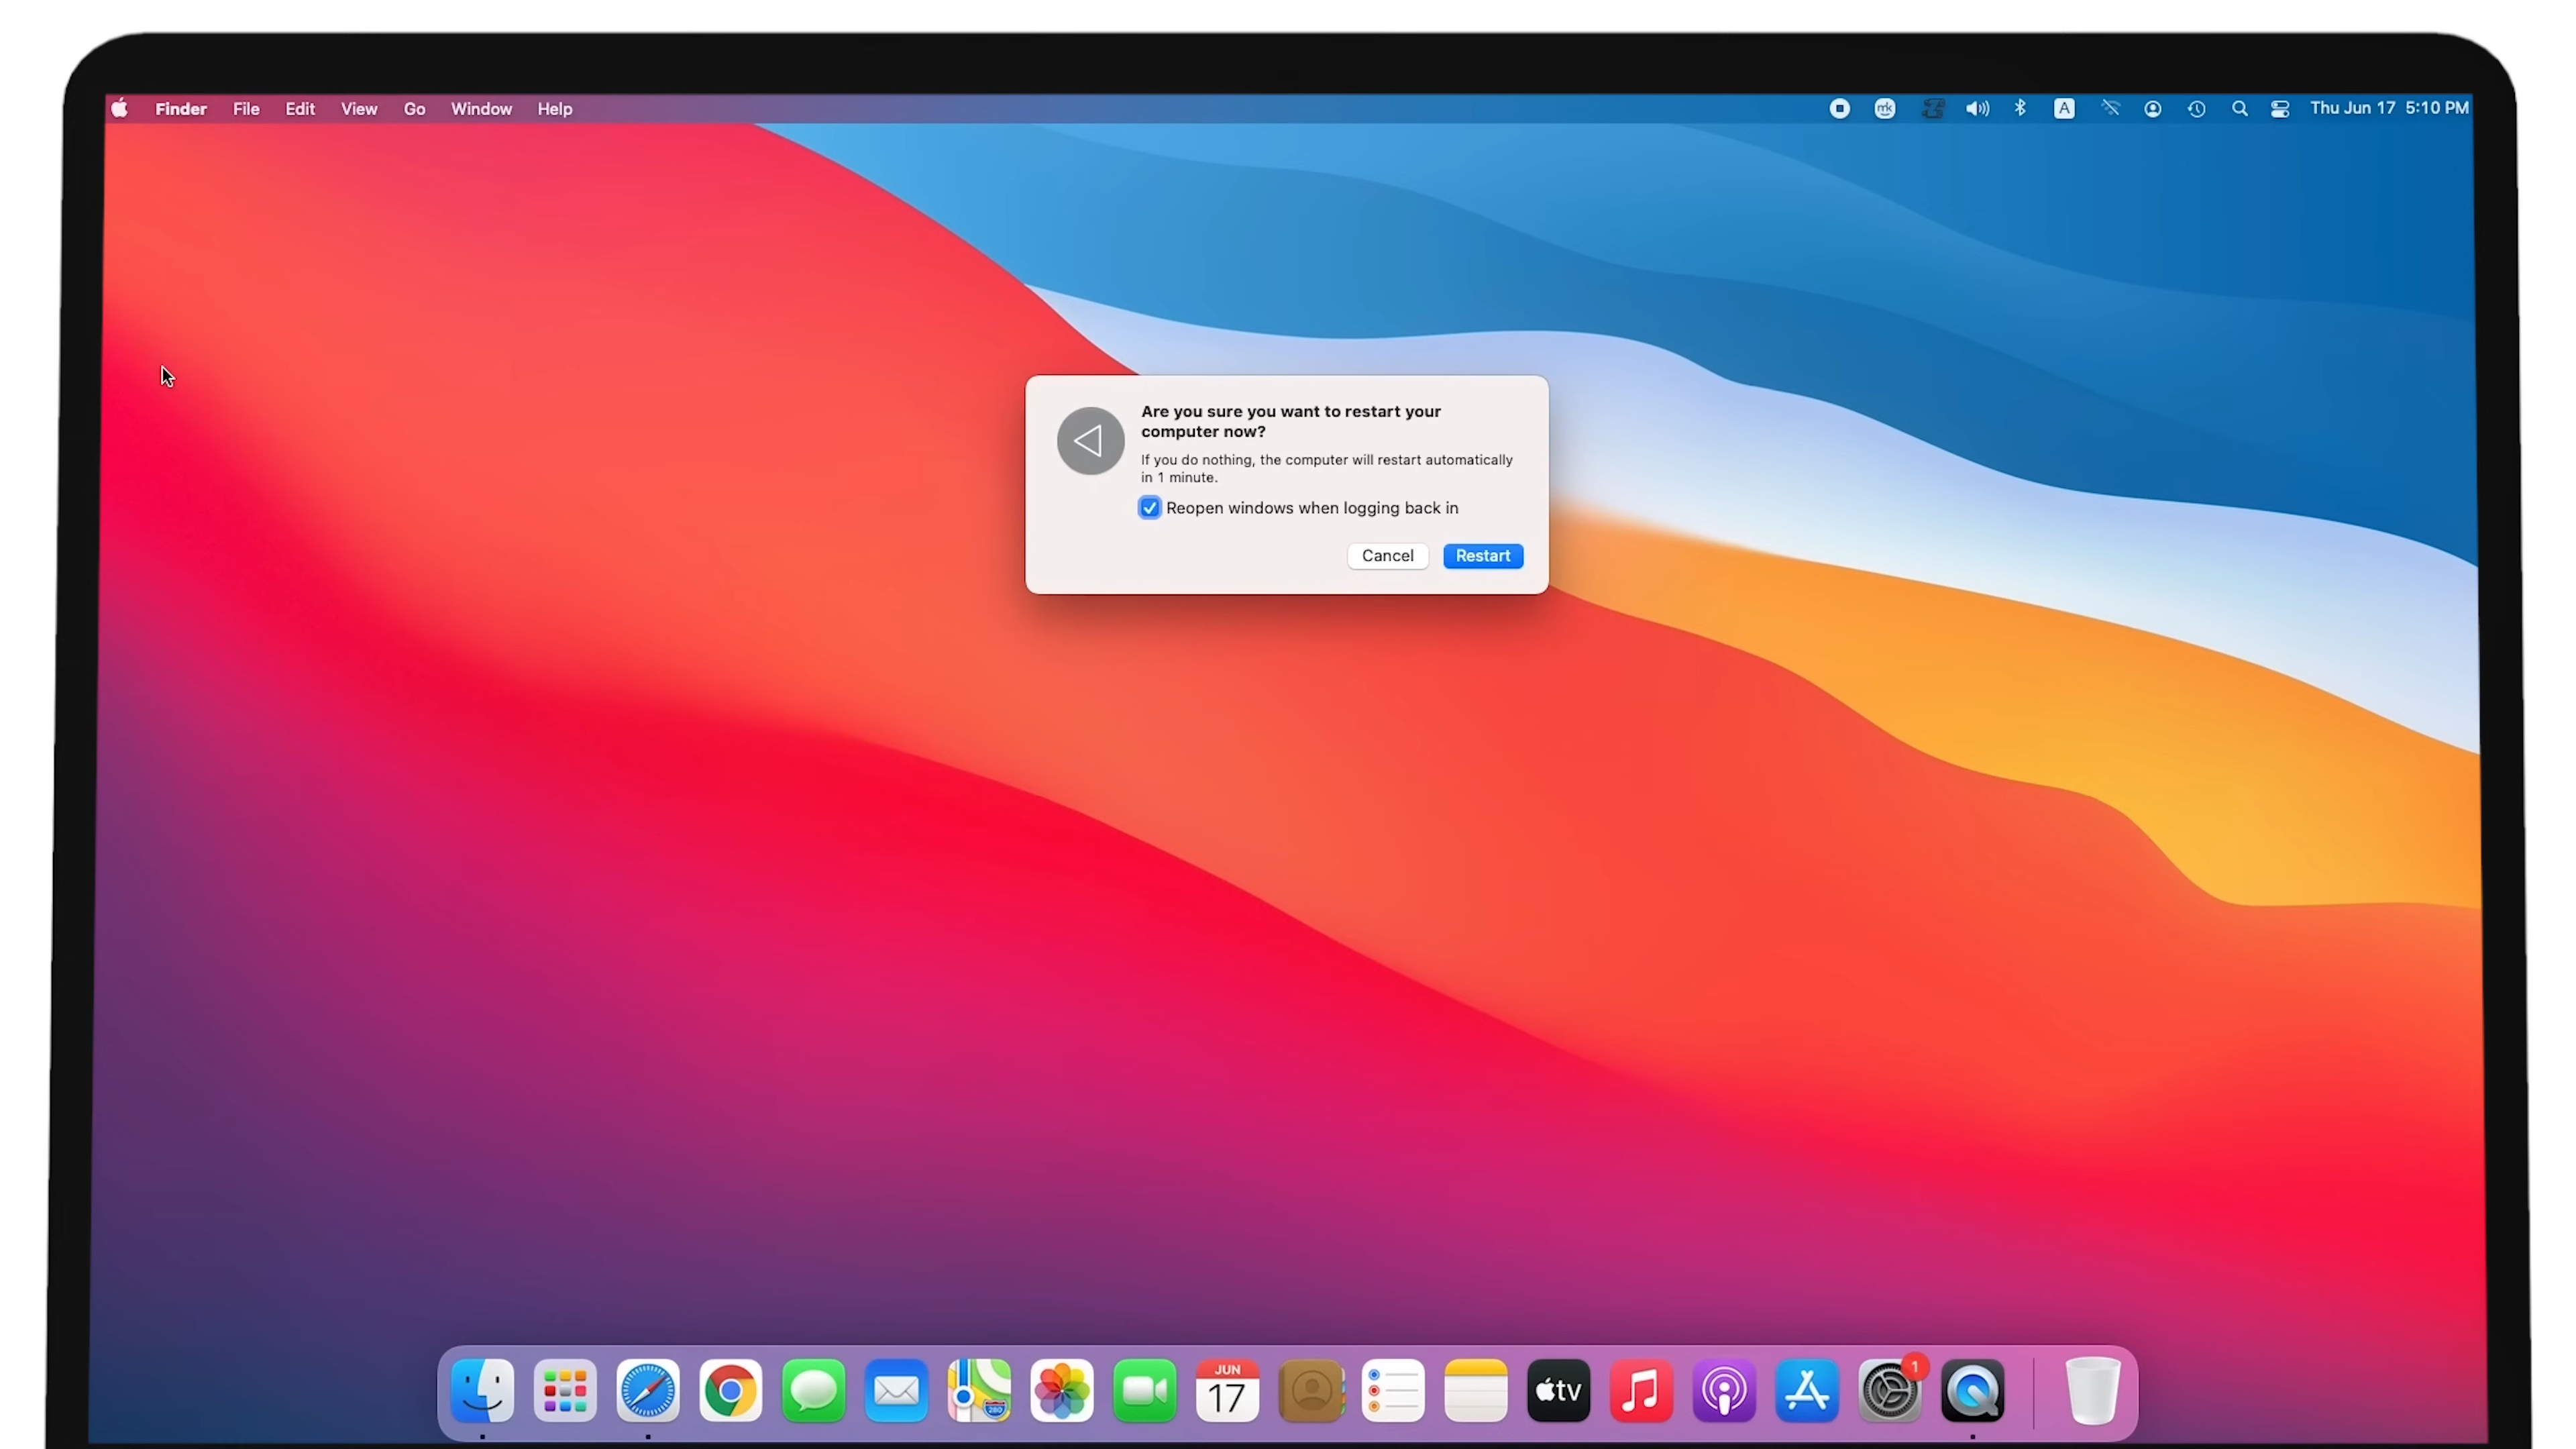 Finder File Edit View Go Window Help mk A Thu Jun 17 5:10 PM
Are you sure you want to restart your
computer now?
If you do nothing, the computer will restart automatically
in 1 minute.
Reopen windows when logging back in
Cancel Restart
280 JUN 17 tv 1